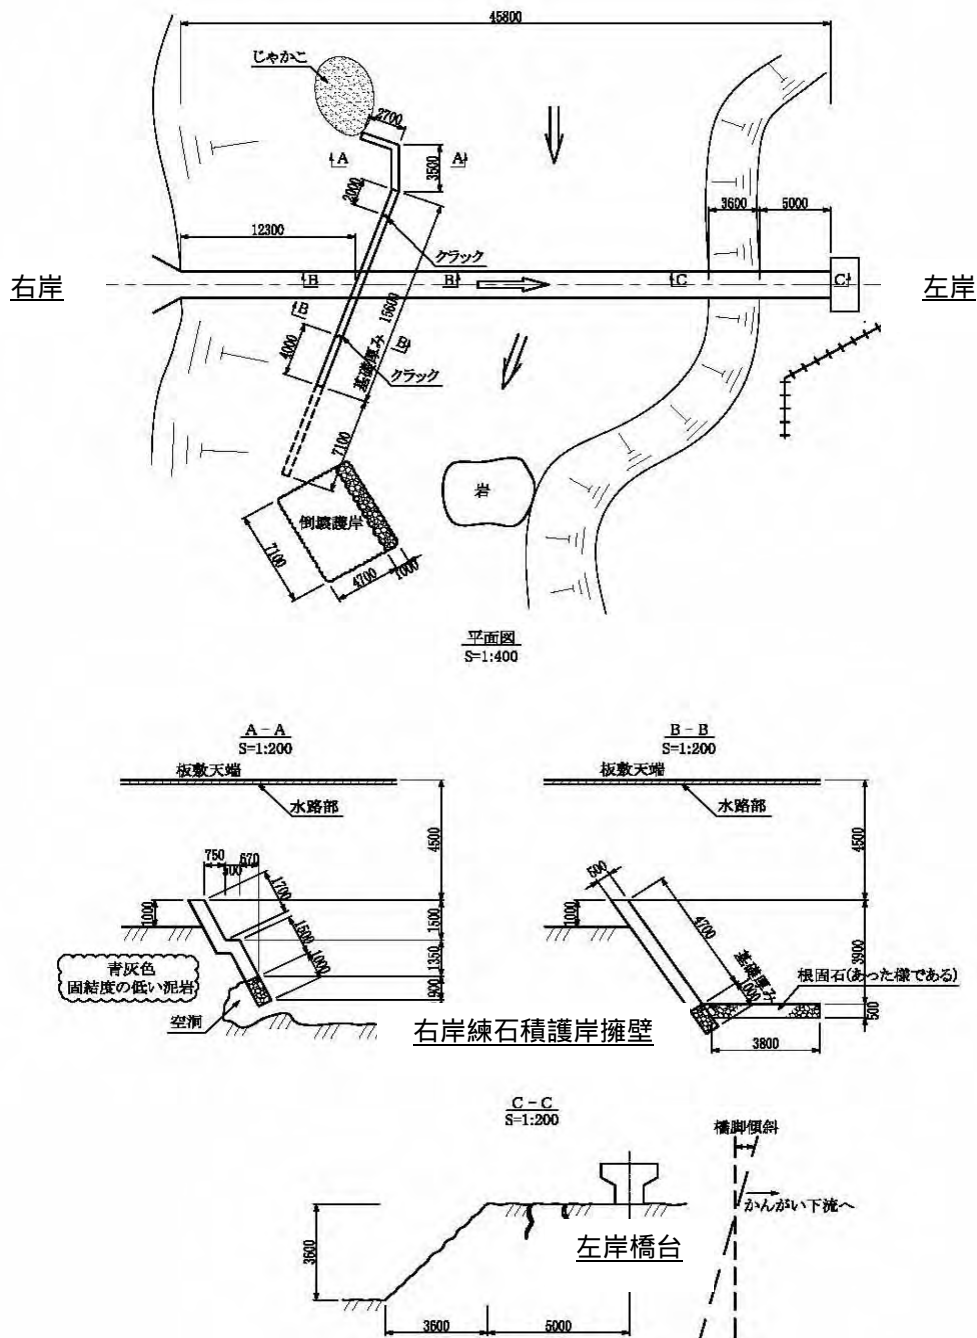 45800
じゃかこ
2700
A
A
3500
2000
3600
5000
12300
クラック
右岸
B
B
C
C
左岸
B
15600
基礎厚み
B
4000
クラック
7100
岩
倒壊護岸
7100
4700
1000
平面図
S=1:400
A-A
S=1:200
B-B
S=1:200
板敷天端
板敷天端
水路部
水路部
4500
4500
750
500
670
1700
500
1000
1500
1000
4700
1500
3900
1500
1350
1000
青灰色
固結度の低い泥岩
900
基礎厚み
1000
根固石(あった様である)
500
空洞
右岸練石積護岸擁壁
3800
C-C
S=1:200
橋脚傾斜
かんがい下流へ
3600
左岸橋台
3600
5000